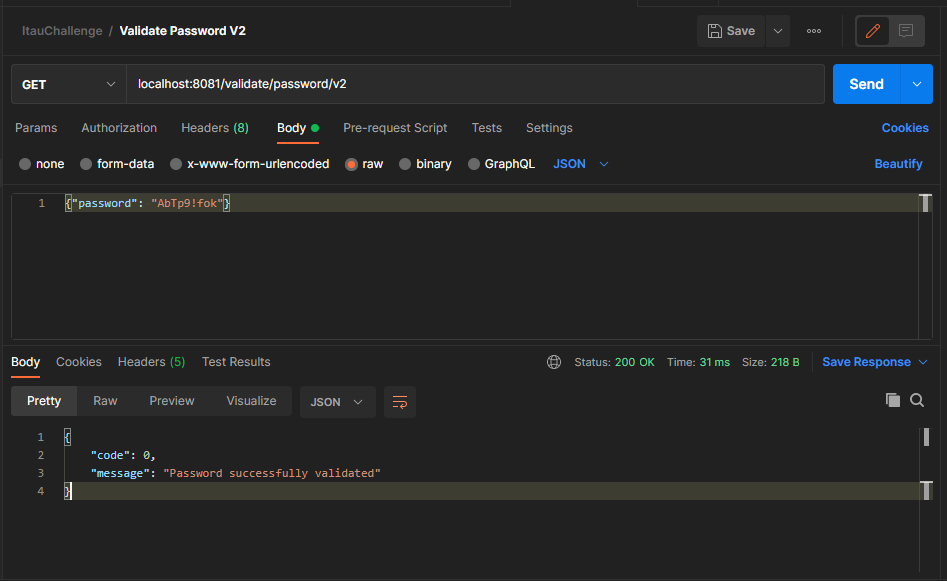 ItauChallenge / Validate Password V2
Save
GET
localhost:8081/validate/password/v2
Send
Params Authorization Headers (8) Body Pre-request Script Tests Settings Cookies
none form-data x-www-form-urlencoded raw binary GraphQL JSON Beautify
1 {"password": "AbTp9!fok"}
Body Cookies Headers (5) Test Results Status: 200 OK Time: 31 ms Size: 218 B Save Response
Pretty Raw Preview Visualize JSON
1 {
2 "code": 0,
3 "message": "Password successfully validated"
4 }